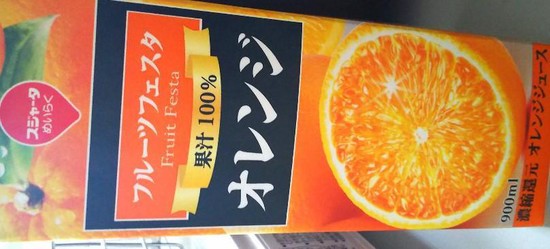 スジャータ
めいらく
フルーツフェスタ
Fruit Festa
果汁100%
オレンジ
900ml
濃縮還元 オレンジジュース